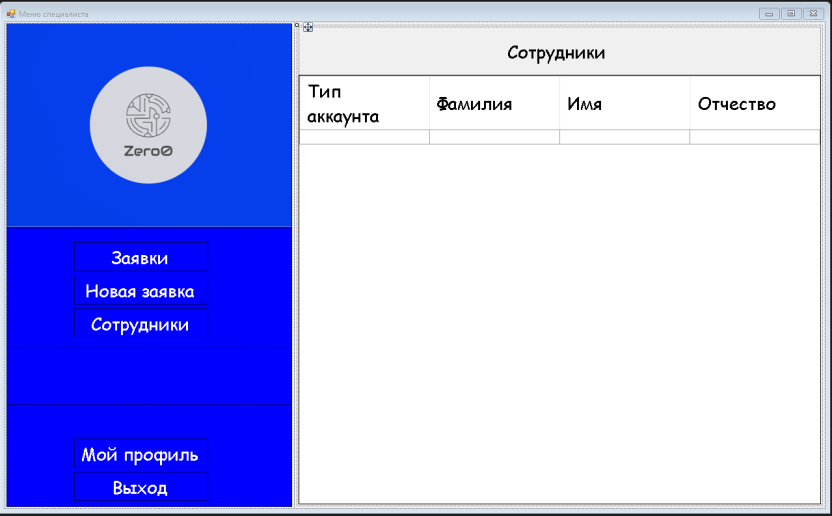 Меню специалиста
Zero0
Заявки
Новая заявка
Сотрудники
Мой профиль
Выход
Сотрудники
Тип
аккаунта
Фамилия
Имя
Отчество